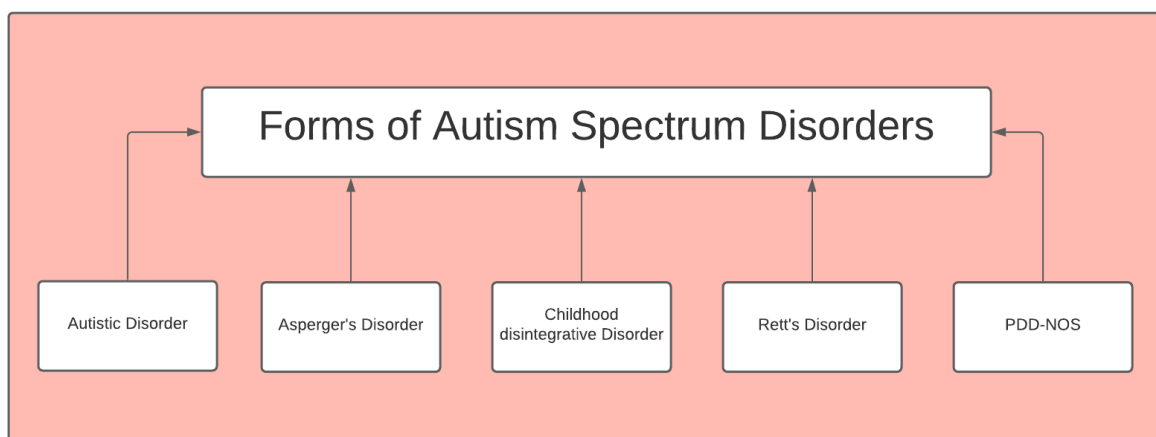 Forms of Autism Spectrum Disorders
Autistic Disorder
Asperger's Disorder
Childhood
disintegrative Disorder
Rett's Disorder
PDD-NOS